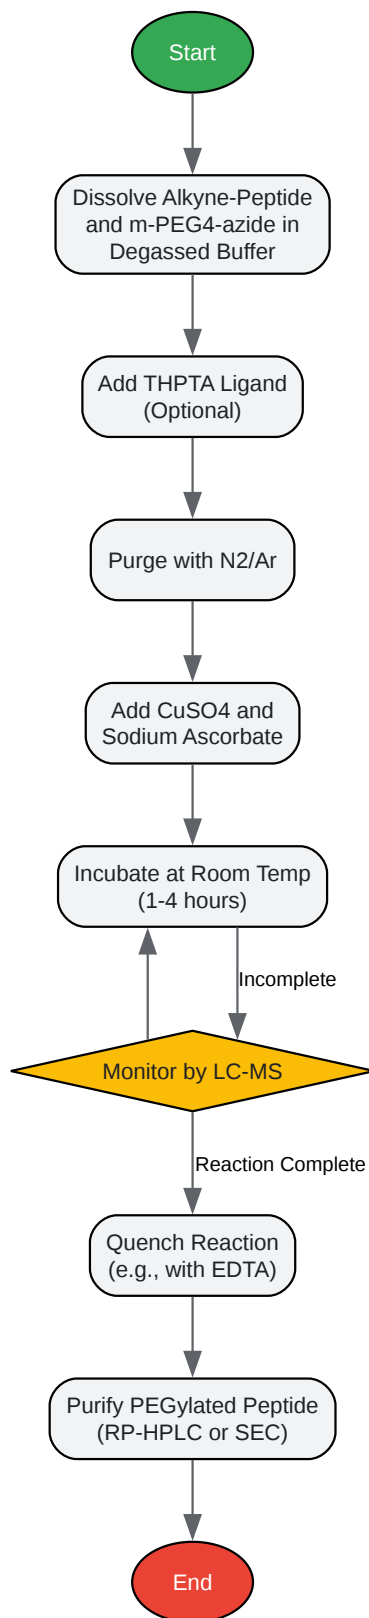 Start
Dissolve Alkyne-Peptide
and m-PEG4-azide in
Degassed Buffer
Add THPTA Ligand
(Optional)
Purge with N2/Ar
Add CuSO4 and
Sodium Ascorbate
Incubate at Room Temp
(1-4 hours)
Incomplete
Monitor by LC-MS
Reaction Complete
Quench Reaction
(e.g., with EDTA)
Purify PEGylated Peptide
(RP-HPLC or SEC)
End